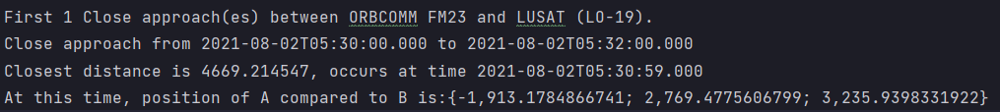 First 1 Close approach(es) between ORBCOMM FM23 and LUSAT (LO-19).
Close approach from 2021-08-02T05:30:00.000 to 2021-08-02T05:32:00.000
Closest distance is 4669.214547, occurs at time 2021-08-02T05:30:59.000
At this time, position of A compared to B is:{-1,913.1784866741; 2,769.4775606799; 3,235.9398331922}